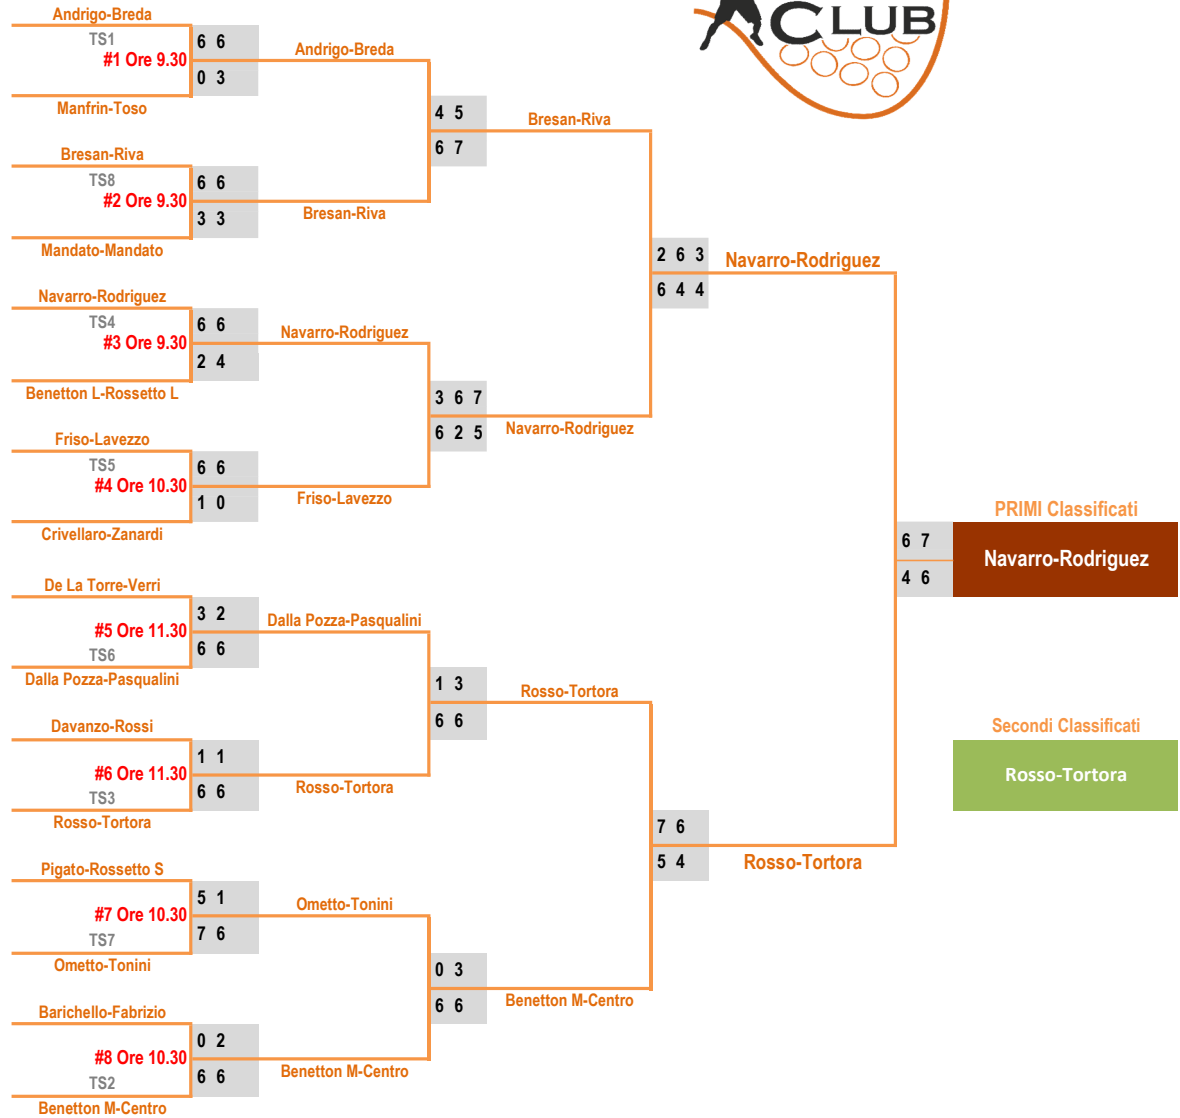 CLUB
Andrigo-Breda
TS1
#1 Ore 9.30
6 6
0 3
Manfrin-Toso
Andrigo-Breda
Bresan-Riva
TS8
#2 Ore 9.30
6 6
3 3
Mandato-Mandato
Bresan-Riva
4 5
6 7
Bresan-Riva
Navarro-Rodriguez
TS4
#3 Ore 9.30
6 6
2 4
Benetton L-Rossetto L
Navarro-Rodriguez
Friso-Lavezzo
TS5
#4 Ore 10.30
6 6
1 0
Crivellaro-Zanardi
Friso-Lavezzo
3 6 7
6 2 5
Navarro-Rodriguez
2 6 3
6 4 4
Navarro-Rodriguez
De La Torre-Verri
#5 Ore 11.30
TS6
3 2
6 6
Dalla Pozza-Pasqualini
Dalla Pozza-Pasqualini
Davanzo-Rossi
#6 Ore 11.30
TS3
1 1
6 6
Rosso-Tortora
Rosso-Tortora
1 3
6 6
Rosso-Tortora
Pigato-Rossetto S
#7 Ore 10.30
TS7
5 1
7 6
Ometto-Tonini
Ometto-Tonini
Barichello-Fabrizio
#8 Ore 10.30
TS2
0 2
6 6
Benetton M-Centro
Benetton M-Centro
0 3
6 6
Benetton M-Centro
7 6
5 4
Rosso-Tortora
6 7
4 6
PRIMI Classificati
Navarro-Rodriguez
Secondi Classificati
Rosso-Tortora